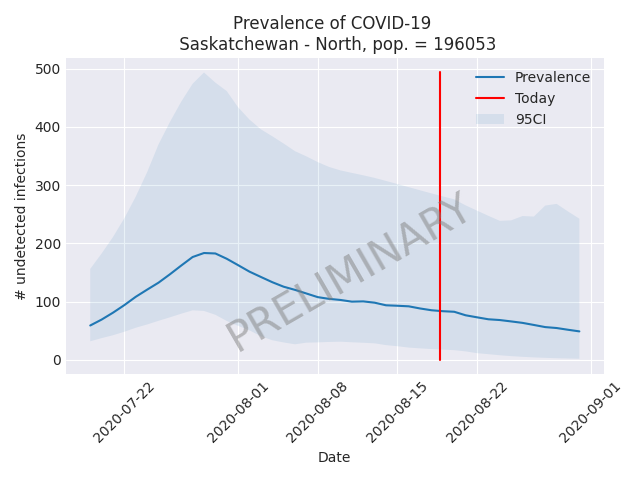 Prevalence of COVID-19
Saskatchewan - North, pop. = 196053
500
400
300
200
100
0
# undetected infections
Prevalence
Today
95CI
PRELIMINARY
2020-07-22
2020-08-01
2020-08-08
2020-08-15
2020-08-22
2020-09-01
Date